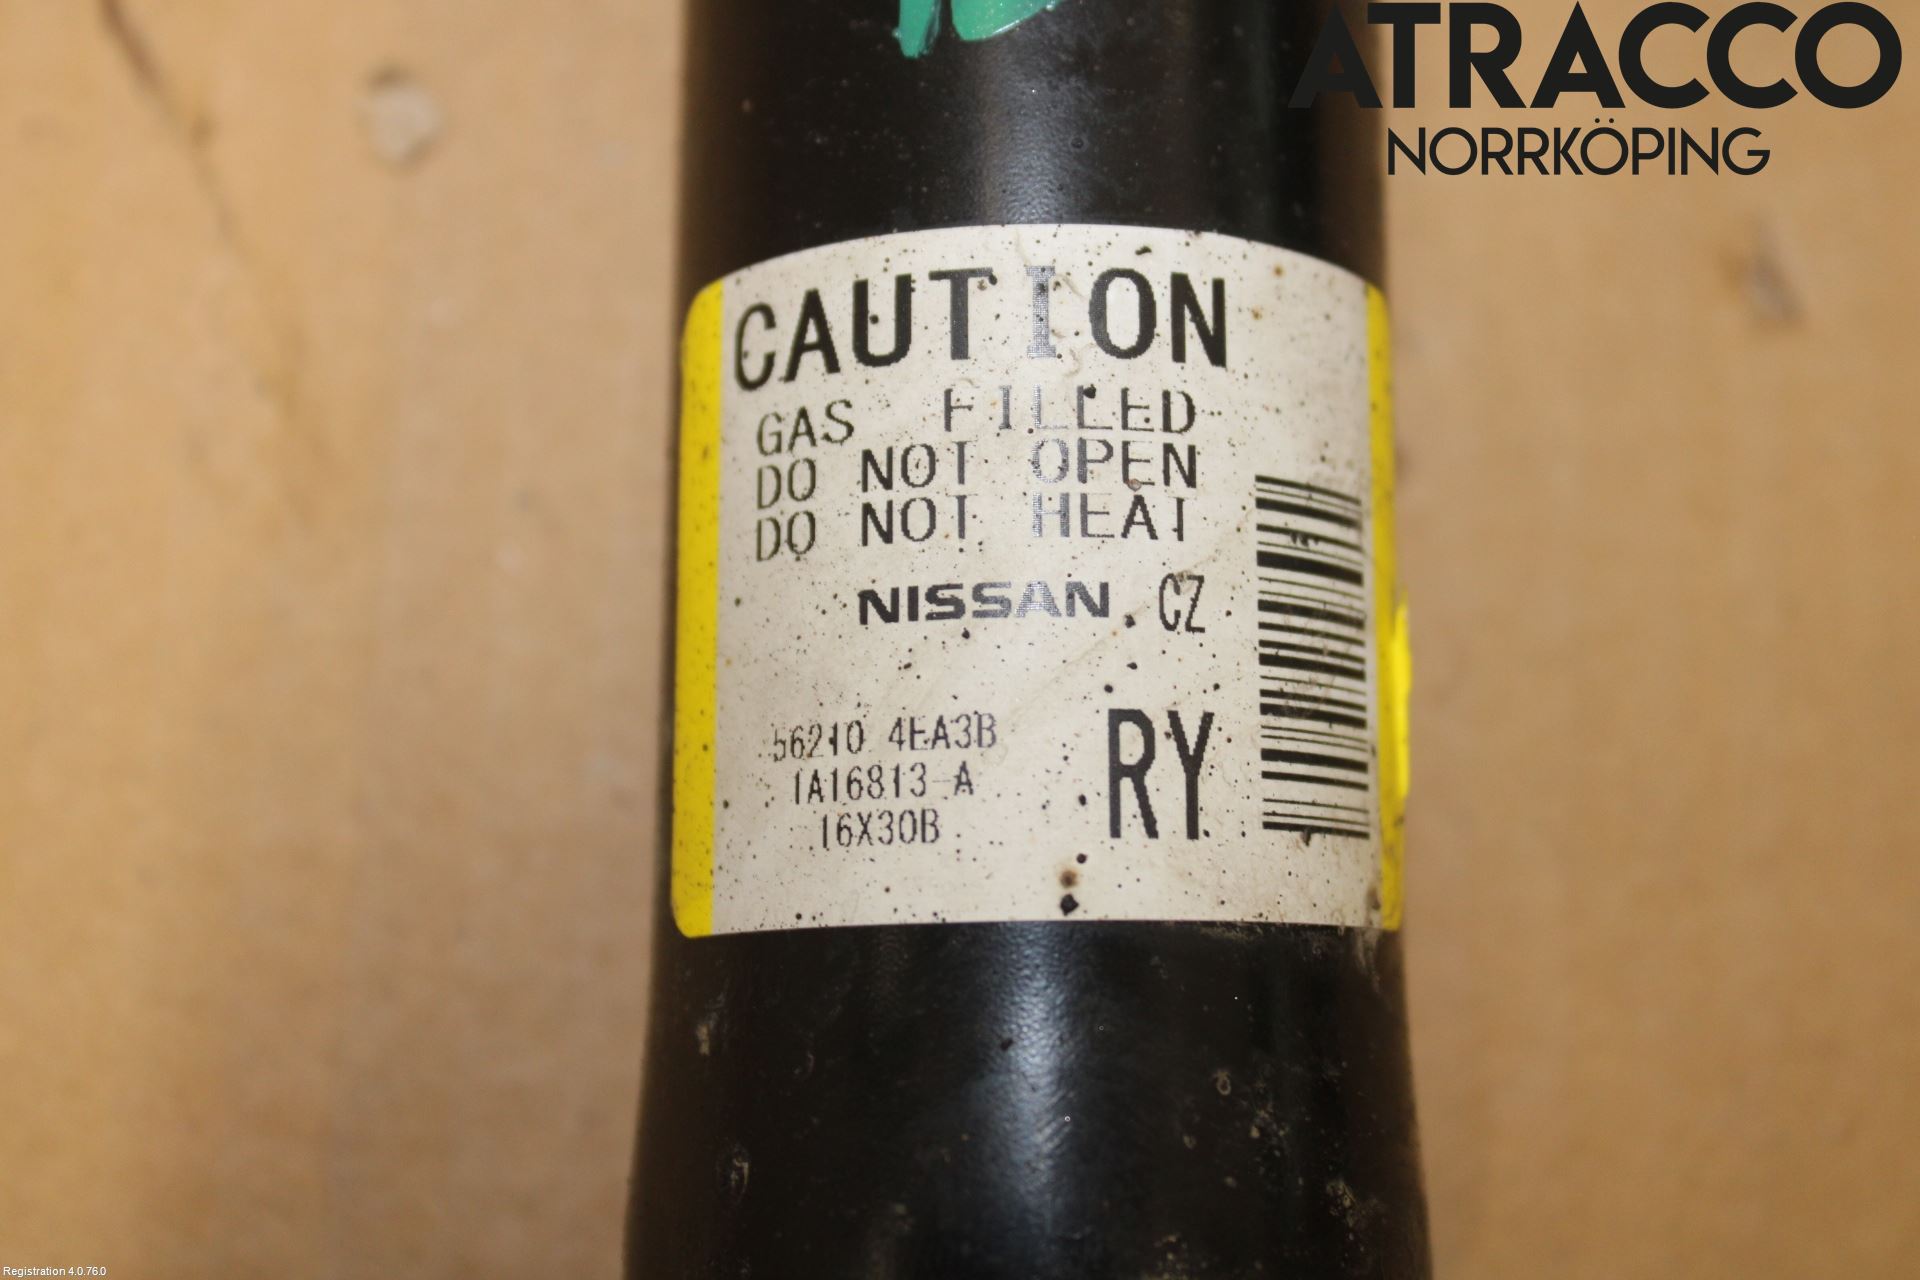 ATRACCO
NORRKÖPING
CAUTION
GAS FILLED
DO NOT OPEN
DO NOT HEAT
NISSAN CZ
56210 4EA3B
1A16813-A
16X30B
RY
Registration 4.0.76.0